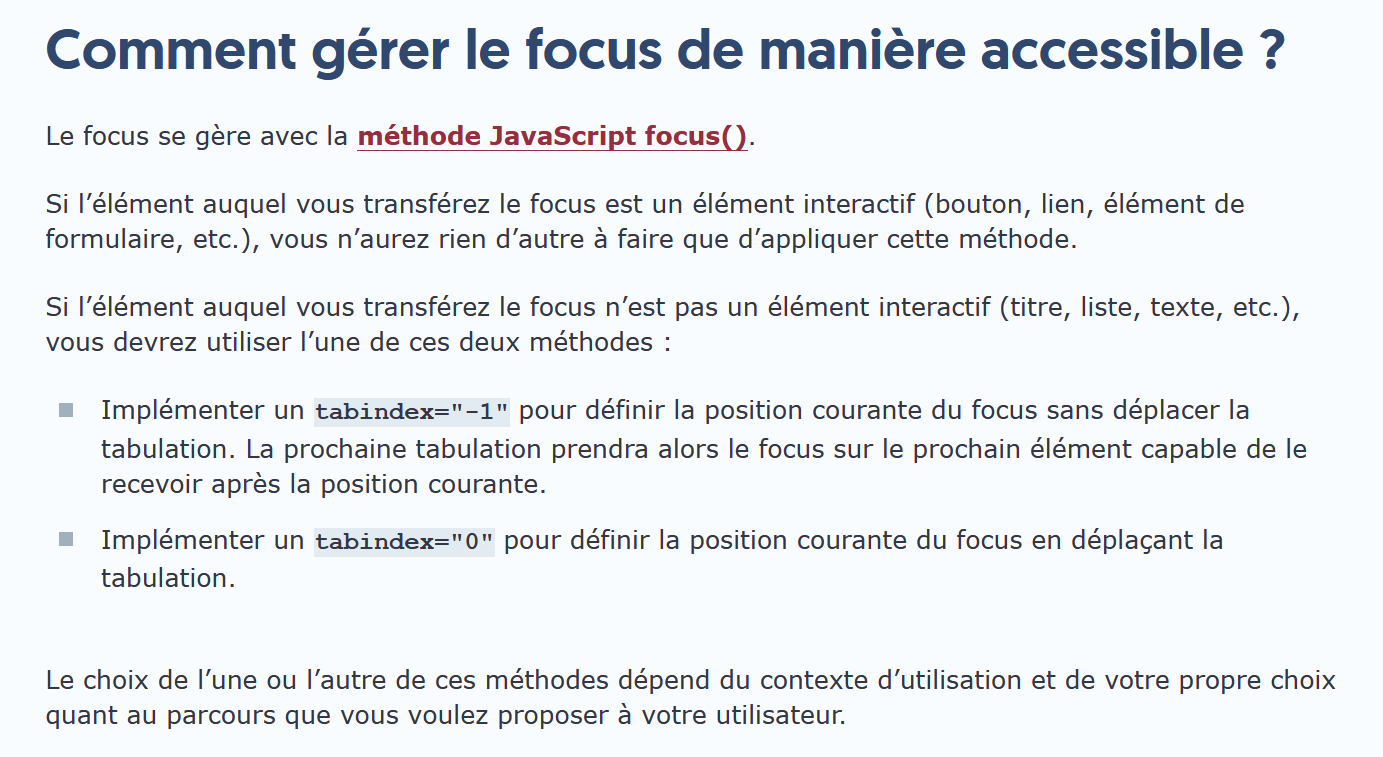 Comment gérer le focus de manière accessible ?
Le focus se gère avec la méthode JavaScript focus().
Si l’élément auquel vous transférez le focus est un élément interactif (bouton, lien, élément de
formulaire, etc.), vous n’aurez rien d’autre à faire que d’appliquer cette méthode.
Si l’élément auquel vous transférez le focus n’est pas un élément interactif (titre, liste, texte, etc.),
vous devrez utiliser l’une de ces deux méthodes :
Implémenter un tabindex="-1" pour définir la position courante du focus sans déplacer la
tabulation. La prochaine tabulation prendra alors le focus sur le prochain élément capable de le
recevoir après la position courante.
Implémenter un tabindex="0" pour définir la position courante du focus en déplaçant la
tabulation.
Le choix de l’une ou l’autre de ces méthodes dépend du contexte d’utilisation et de votre propre choix
quant au parcours que vous voulez proposer à votre utilisateur.